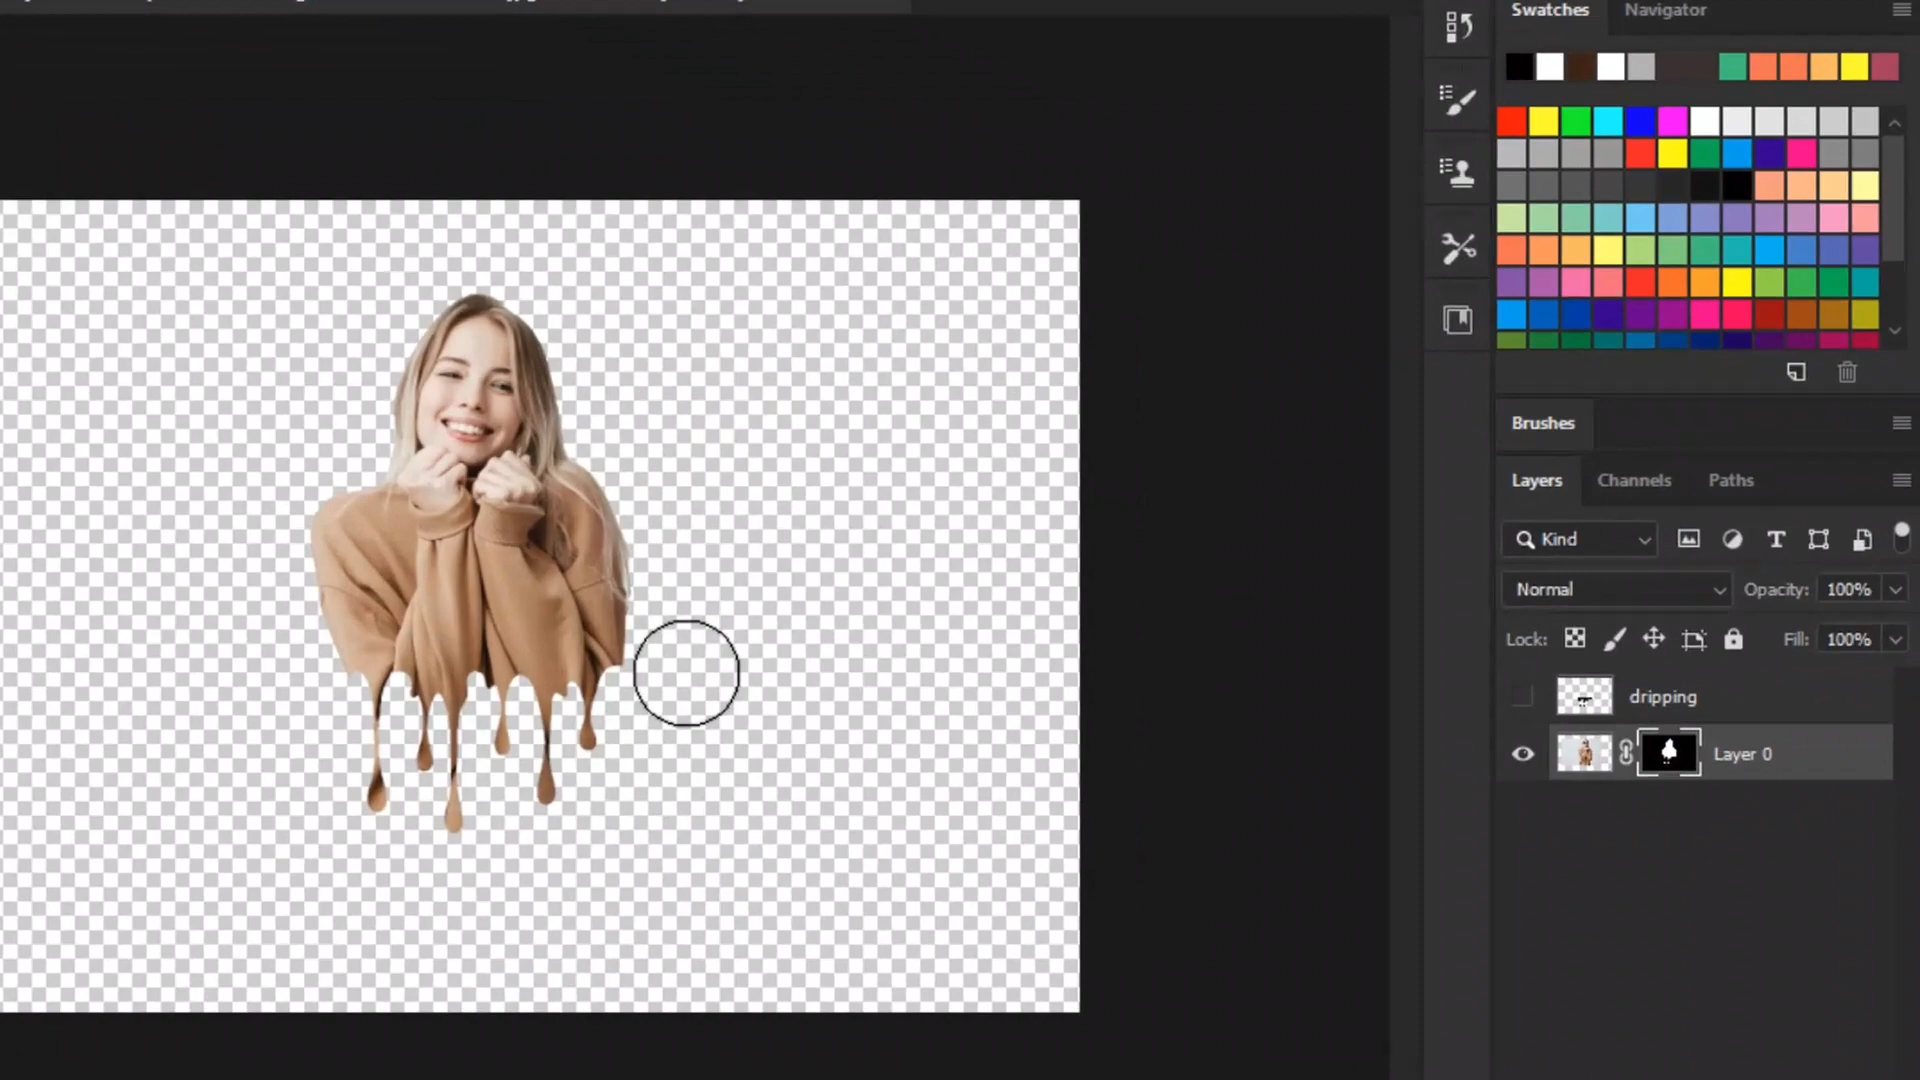 Swatches
Navigator
Brushes
Layers
Channels
Paths
Kind
Normal
Opacity: 100%
Lock:
Fill: 100%
dripping
Layer 0